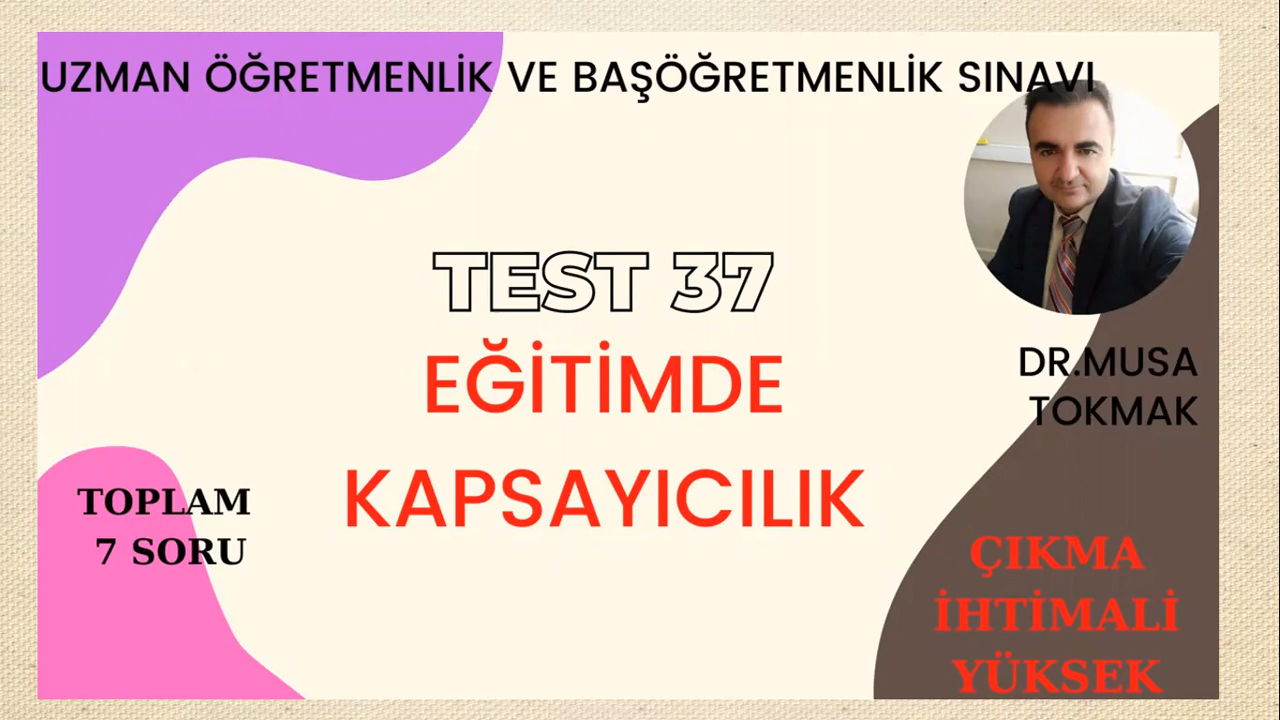 UZMAN ÖĞRETMENLİK VE BAŞÖĞRETMENLİK SINAVI
TEST 37
EĞİTİMDE
KAPSAYICILIK
DR.MUSA
TOKMAK
TOPLAM
7 SORU
ÇIKMA
İHTİMALİ
YÜKSEK